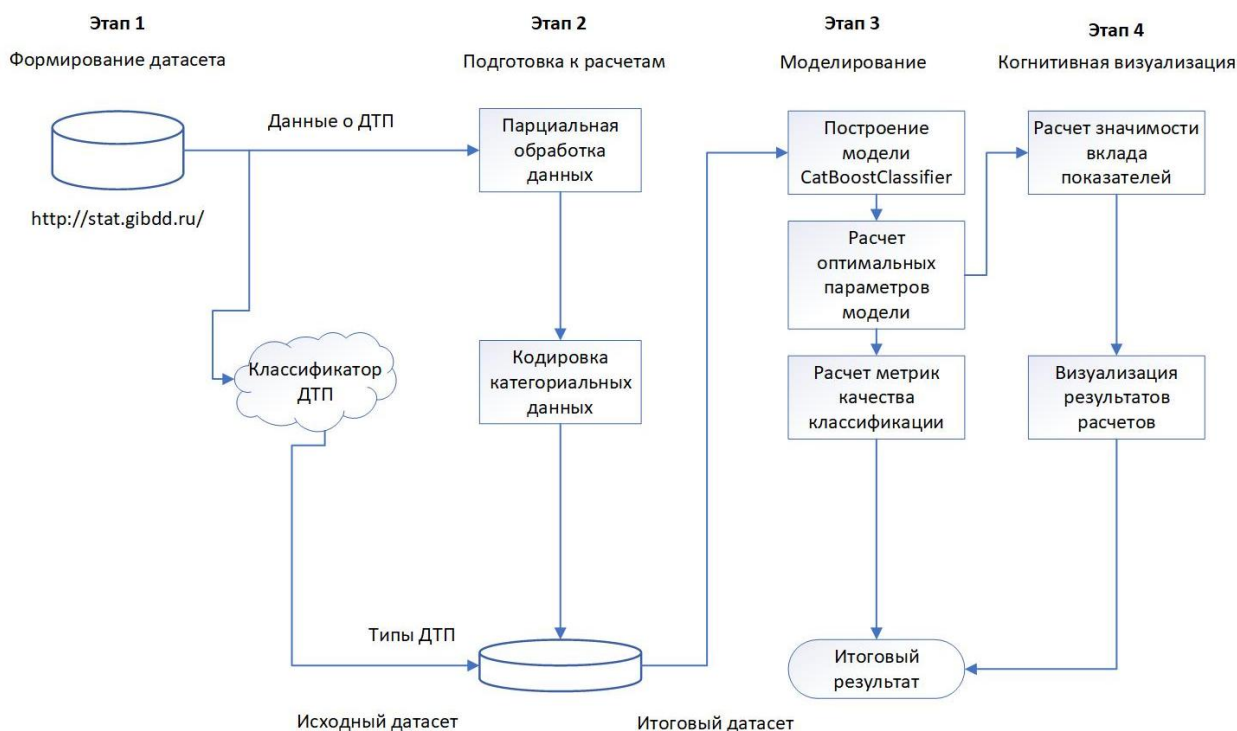 Этап 1
Формирование датасета
Этап 2
Подготовка к расчетам
Этап 3
Моделирование
Этап 4
Когнитивная визуализация
Данные о ДТП
http://stat.gibdd.ru/
Классификатор
ДТП
Типы ДТП
Исходный датасет
Парциальная
обработка
данных
Кодировка
категориальных
данных
Итоговый датасет
Построение
модели
CatBoostClassifier
Расчет
оптимальных
параметров
модели
Расчет метрик
качества
классификации
Итоговый
результат
Расчет значимости
вклада
показателей
Визуализация
результатов
расчетов